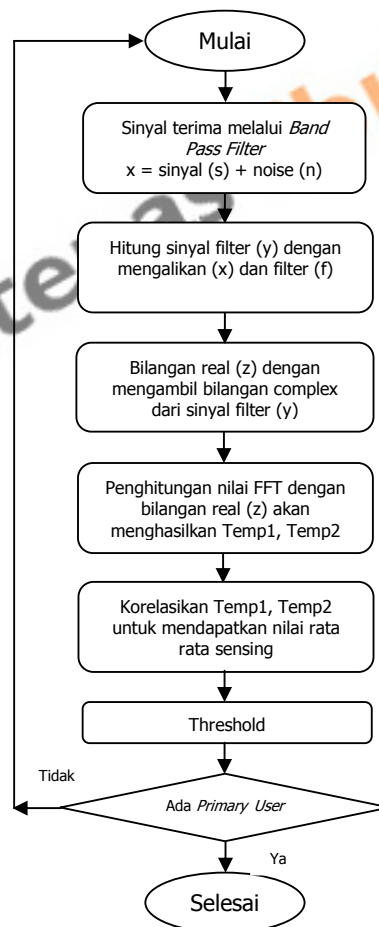 Mulai
Sinyal terima melalui Band
Pass Filter
x = sinyal (s) + noise (n)
Hitung sinyal filter (y) dengan
mengalikan (x) dan filter (f)
Bilangan real (z) dengan
mengambil bilangan complex
dari sinyal filter (y)
Penghitungan nilai FFT dengan
bilangan real (z) akan
menghasilkan Temp1, Temp2
Korelasikan Temp1, Temp2
untuk mendapatkan nilai rata
rata sensing
Threshold
Tidak
Ada Primary User
Ya
Selesai